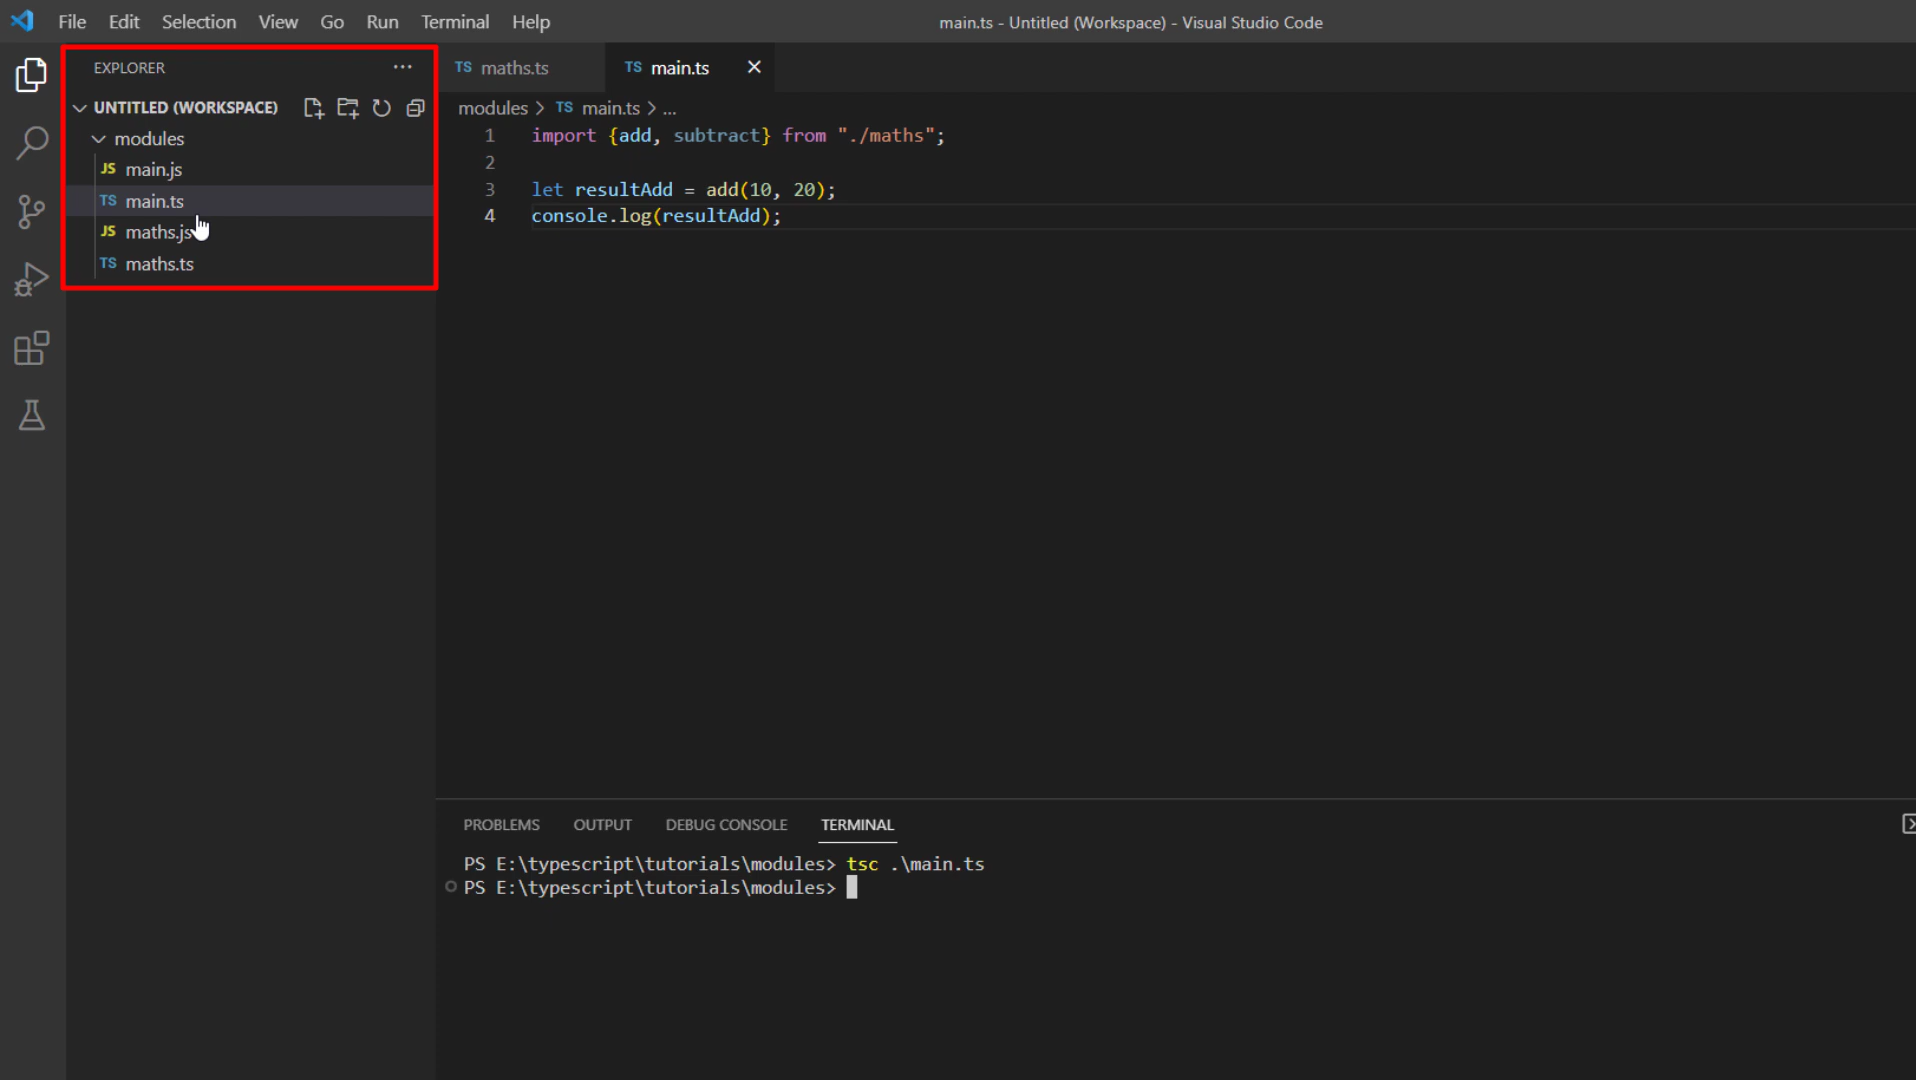 File Edit Selection View Go Run Terminal Help
main.ts - Untitled (Workspace) - Visual Studio Code
EXPLORER
UNTITLED (WORKSPACE)
modules
JS main.js
TS main.ts
JS maths.js
TS maths.ts
TS maths.ts TS main.ts
modules > TS main.ts > ...
1 import {add, subtract} from "./maths";
2
3 let resultAdd = add(10, 20);
4 console.log(resultAdd);
PROBLEMS OUTPUT DEBUG CONSOLE TERMINAL
PS E:\typescript\tutorials\modules> tsc .\main.ts
PS E:\typescript\tutorials\modules>